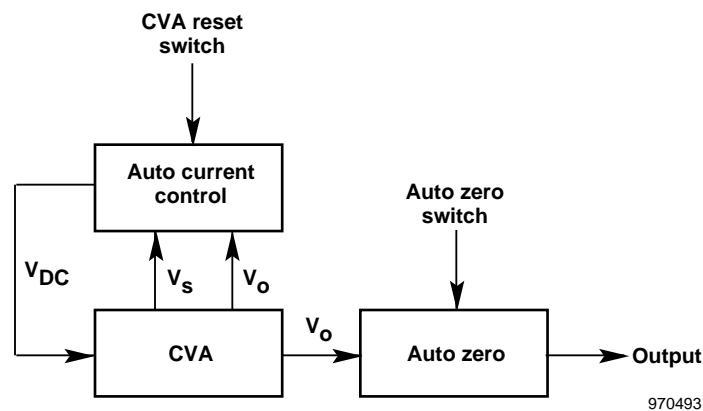 CVA reset
switch
Auto current
control
Auto zero
switch
VDC
Vs
Vo
Vo
CVA
Auto zero
Output
970493